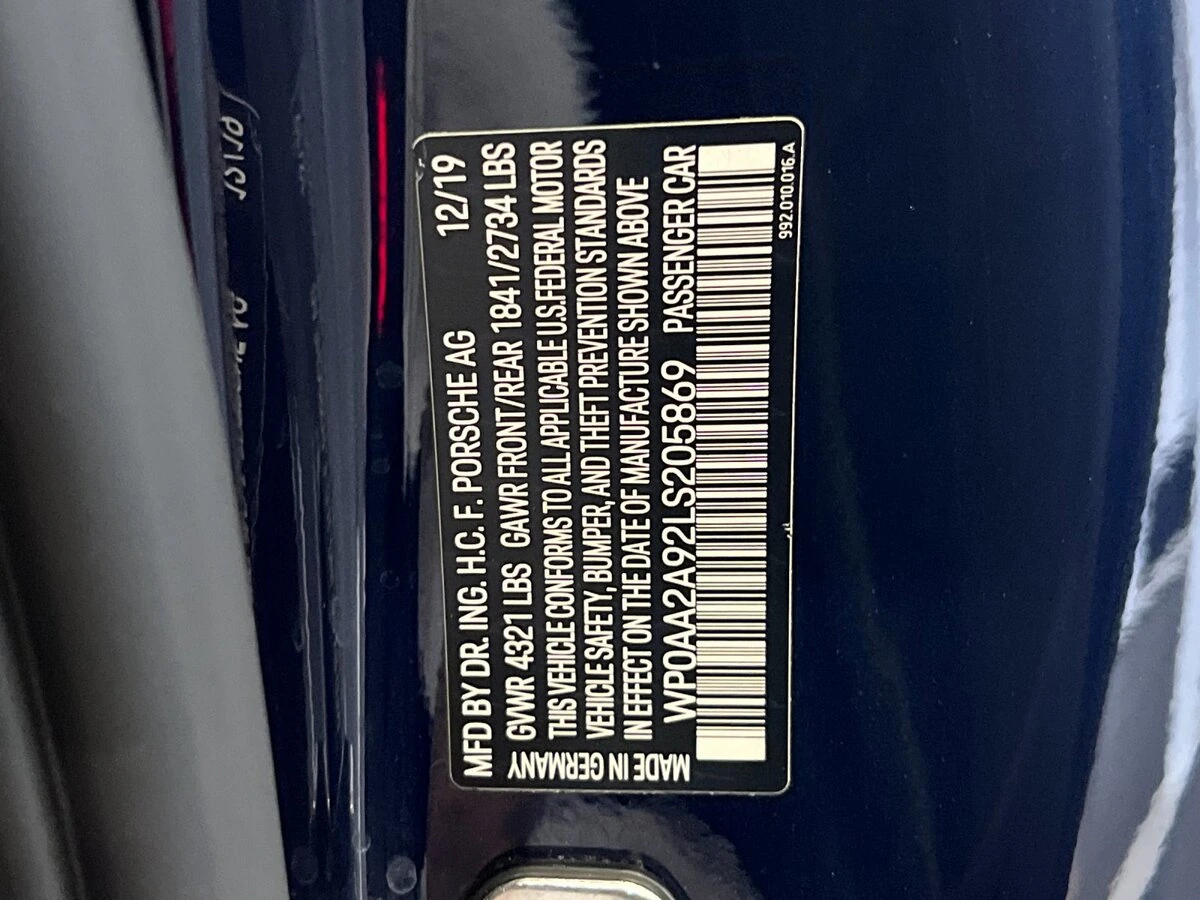 MFD BY DR. ING. H.C. F. PORSCHE AG 12/19
GVWR 4321 LBS GAWR FRONT/REAR 1841/2734 LBS
THIS VEHICLE CONFORMS TO ALL APPLICABLE U.S. FEDERAL MOTOR
VEHICLE SAFETY, BUMPER, AND THEFT PREVENTION STANDARDS
IN EFFECT ON THE DATE OF MANUFACTURE SHOWN ABOVE
WP0AA2A92LS205869 PASSENGER CAR
MADE IN GERMANY
992.010.016.A